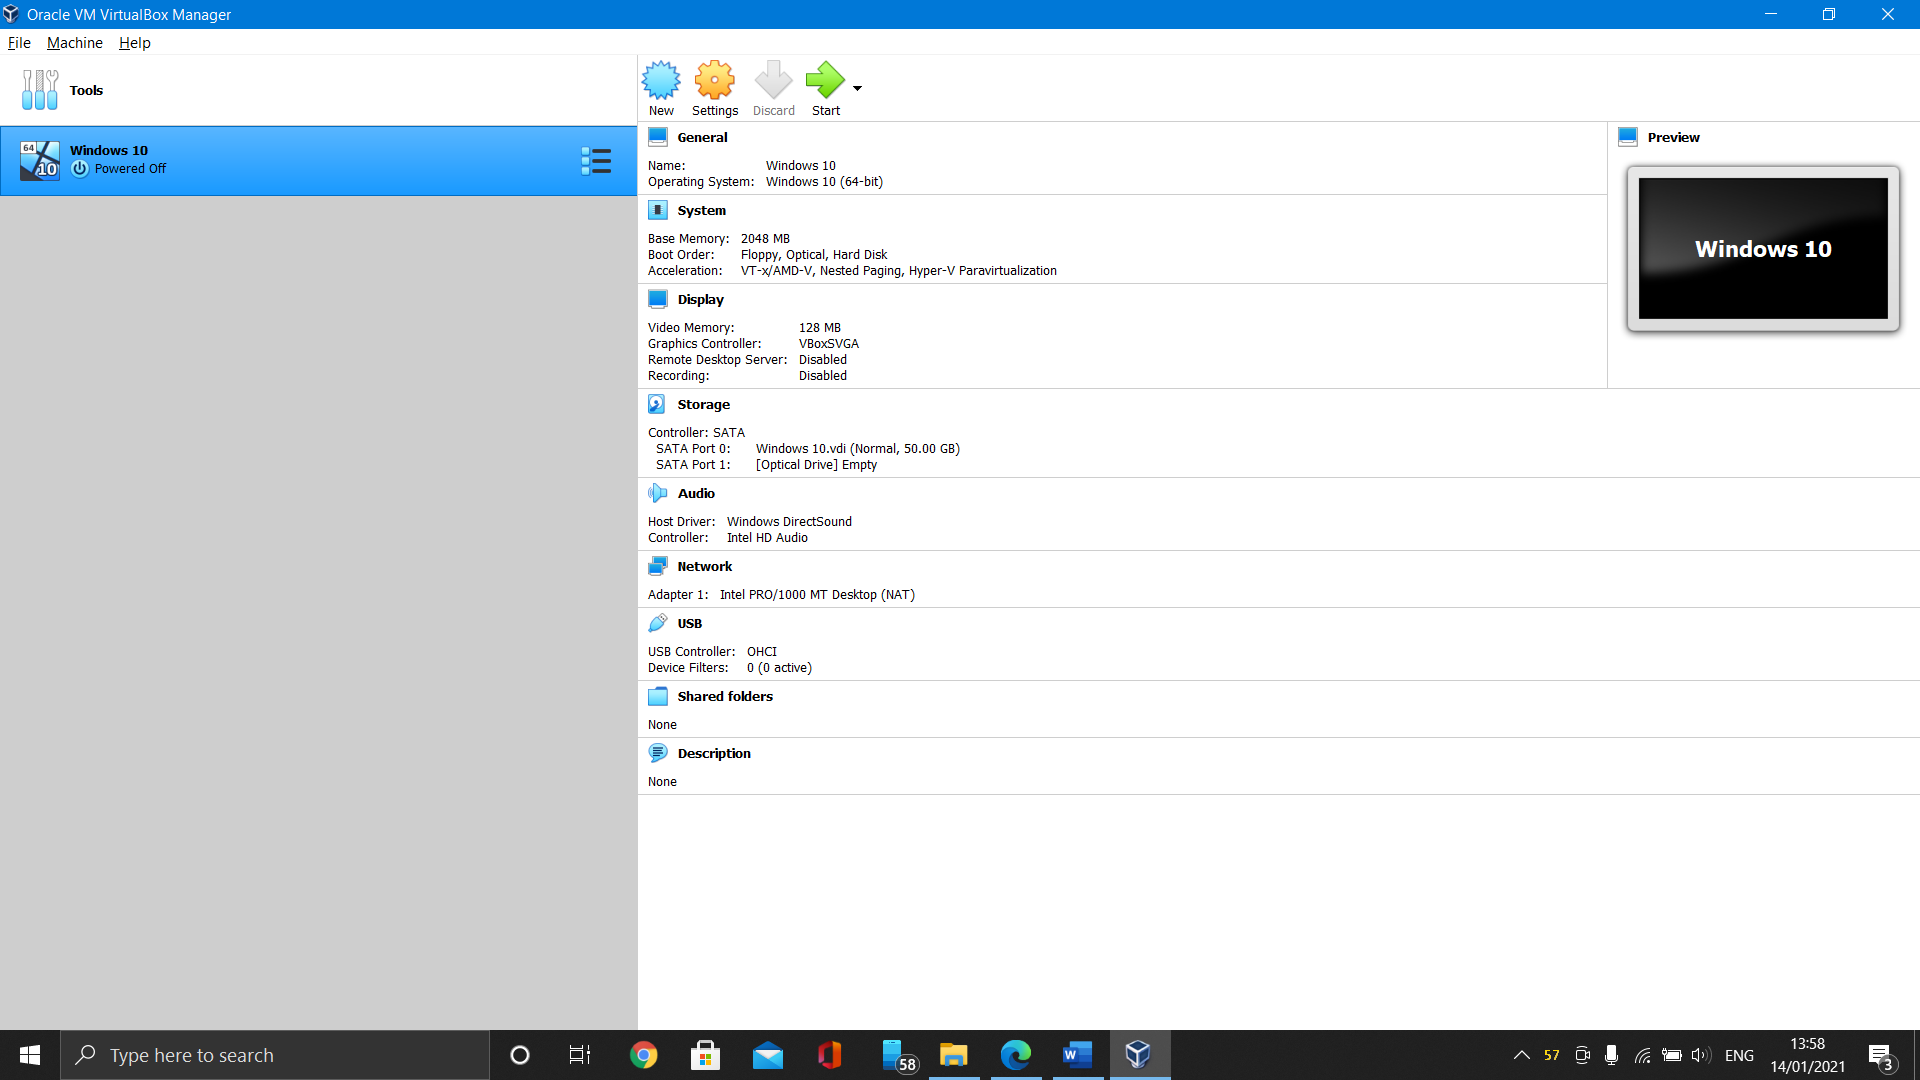 Oracle VM VirtualBox Manager
File Machine Help
Tools
New Settings Discard Start
64
10
Windows 10
Powered Off
General
Name: Windows 10
Operating System: Windows 10 (64-bit)
System
Base Memory: 2048 MB
Boot Order: Floppy, Optical, Hard Disk
Acceleration: VT-x/AMD-V, Nested Paging, Hyper-V Paravirtualization
Display
Video Memory: 128 MB
Graphics Controller: VBoxSVGA
Remote Desktop Server: Disabled
Recording: Disabled
Preview
Windows 10
Storage
Controller: SATA
SATA Port 0: Windows 10.vdi (Normal, 50.00 GB)
SATA Port 1: [Optical Drive] Empty
Audio
Host Driver: Windows DirectSound
Controller: Intel HD Audio
Network
Adapter 1: Intel PRO/1000 MT Desktop (NAT)
USB
USB Controller: OHCI
Device Filters: 0 (0 active)
Shared folders
None
Description
None
Type here to search
58
W
57
ENG
13:58
14/01/2021
3